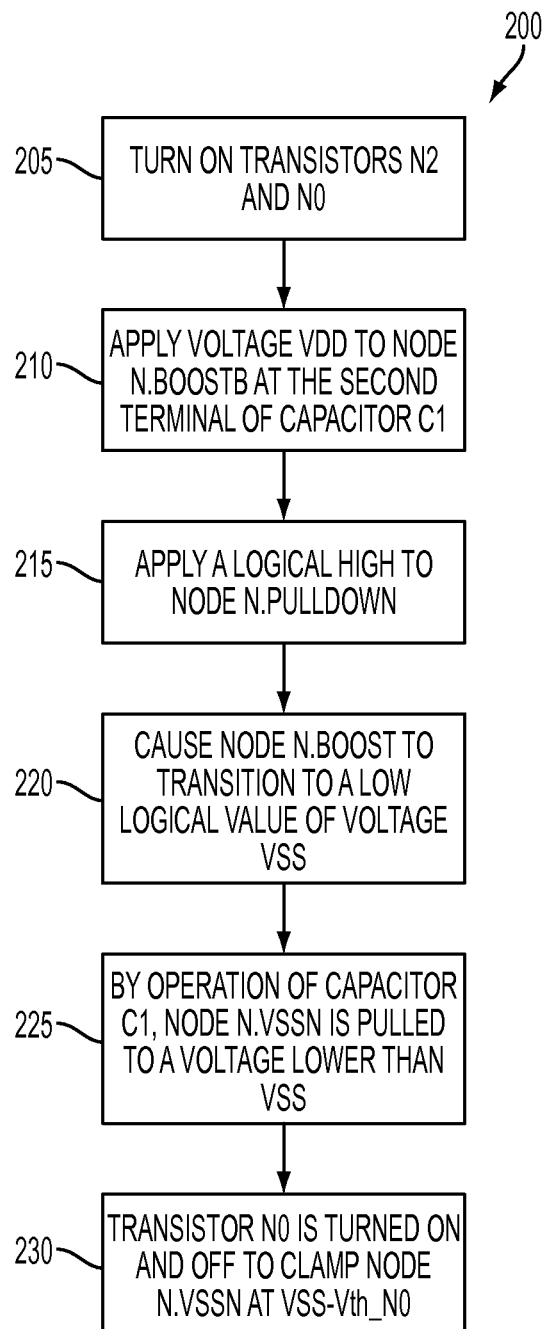 200
205
TURN ON TRANSISTORS N2
AND N0
210
APPLY VOLTAGE VDD TO NODE
N.BOOSTB AT THE SECOND
TERMINAL OF CAPACITOR C1
215
APPLY A LOGICAL HIGH TO
NODE N.PULLDOWN
220
CAUSE NODE N.BOOST TO
TRANSITION TO A LOW
LOGICAL VALUE OF VOLTAGE
VSS
225
BY OPERATION OF CAPACITOR
C1, NODE N.VSSN IS PULLED
TO A VOLTAGE LOWER THAN
VSS
230
TRANSISTOR N0 IS TURNED ON
AND OFF TO CLAMP NODE
N.VSSN AT VSS-Vth_N0